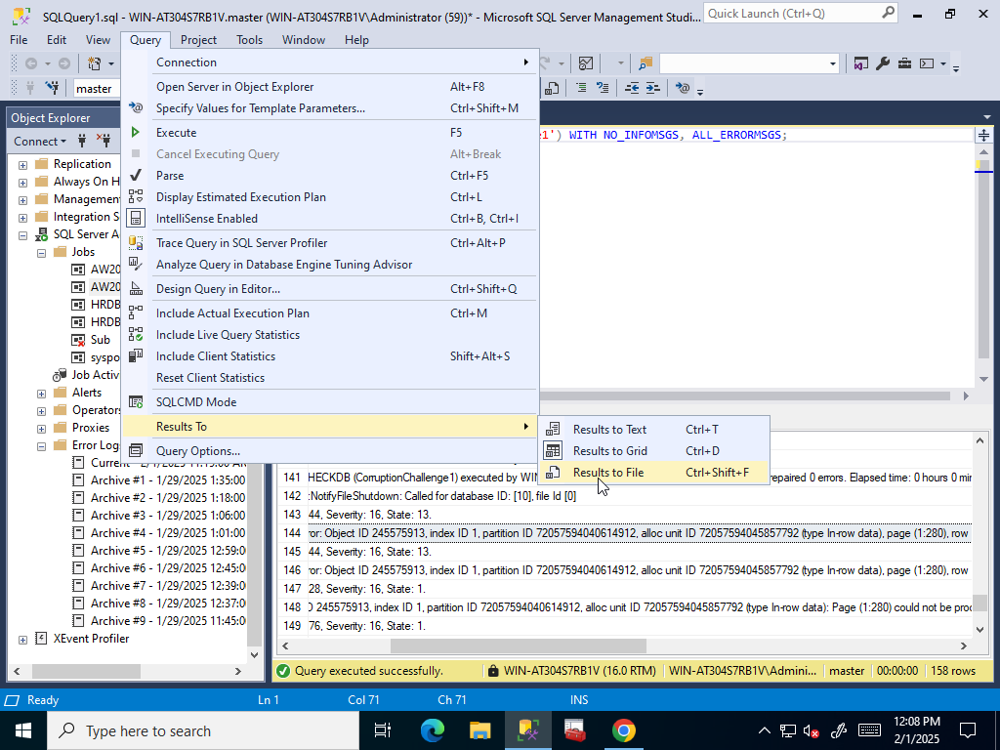 SQLQuery1.sql - WIN-AT304S7RB1V.master (WIN-AT304S7RB1V\Administrator (59))* - Microsoft SQL Server Management Studi...
Quick Launch (Ctrl+Q)
File Edit View Query Project Tools Window Help
master
Connection
Open Server in Object Explorer Alt+F8
Specify Values for Template Parameters... Ctrl+Shift+M
Execute F5
Cancel Executing Query Alt+Break
Parse Ctrl+F5
Display Estimated Execution Plan Ctrl+L
IntelliSense Enabled Ctrl+B, Ctrl+I
Trace Query in SQL Server Profiler Ctrl+Alt+P
Analyze Query in Database Engine Tuning Advisor
Design Query in Editor... Ctrl+Shift+Q
Include Actual Execution Plan Ctrl+M
Include Live Query Statistics
Include Client Statistics Shift+Alt+S
Reset Client Statistics
SQLCMD Mode
Results To
Query Options...
Results to Text Ctrl+T
Results to Grid Ctrl+D
Results to File Ctrl+Shift+F
Object Explorer
Connect
Replication
Always On H
Managemen
Integration S
SQL Server A
Jobs
AW20
AW20
HRDB
HRDB
Sub
syspo
Job Activ
Alerts
Operators
Proxies
Error Log
Current - 2/1/2025 11:19:00 AM
Archive #1 - 1/29/2025 1:35:00
Archive #2 - 1/29/2025 1:18:00
Archive #3 - 1/29/2025 1:06:00
Archive #4 - 1/29/2025 1:01:00
Archive #5 - 1/29/2025 12:59:0
Archive #6 - 1/29/2025 12:45:0
Archive #7 - 1/29/2025 12:39:0
Archive #8 - 1/29/2025 12:37:0
Archive #9 - 1/29/2025 11:45:0
XEvent Profiler
1') WITH NO_INFOMSGS, ALL_ERRORMSGS;
141 HECKDB (CorruptionChallenge1) executed by WIN repaired 0 errors. Elapsed time: 0 hours 0 min
142 :NotifyFileShutdown: Called for database ID: [10], file Id [0]
143 44, Severity: 16, State: 13.
144 ror: Object ID 245575913, index ID 1, partition ID 72057594040614912, alloc unit ID 72057594045857792 (type In-row data), page (1:280), row
145 44, Severity: 16, State: 13.
146 ror: Object ID 245575913, index ID 1, partition ID 72057594040614912, alloc unit ID 72057594045857792 (type In-row data), page (1:280), row
147 28, Severity: 16, State: 1.
148 D 245575913, index ID 1, partition ID 72057594040614912, alloc unit ID 72057594045857792 (type In-row data): Page (1:280) could not be proc
149 76, Severity: 16, State: 1.
Query executed successfully. WIN-AT304S7RB1V (16.0 RTM) WIN-AT304S7RB1V\Admini... master 00:00:00 158 rows
Ready Ln 1 Col 71 Ch 71 INS
Type here to search
12:08 PM
2/1/2025